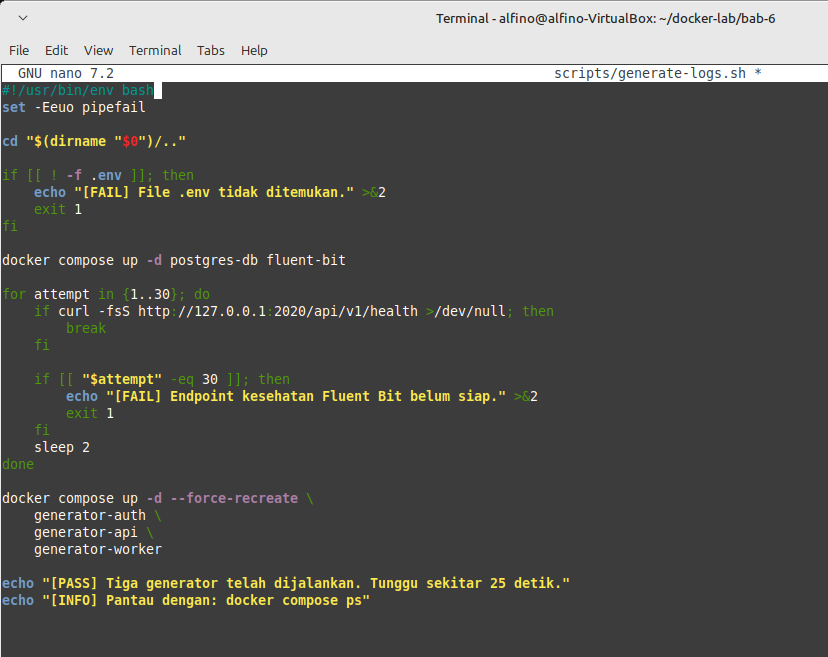 Terminal - alfino@alfino-VirtualBox: ~/docker-lab/bab-6
File Edit View Terminal Tabs Help
GNU nano 7.2 scripts/generate-logs.sh *
#!/usr/bin/env bash
set -Eeuo pipefail

cd "$(dirname "$0")/.."

if [[ ! -f .env ]]; then
    echo "[FAIL] File .env tidak ditemukan." >&2
    exit 1
fi

docker compose up -d postgres-db fluent-bit

for attempt in {1..30}; do
    if curl -fsS http://127.0.0.1:2020/api/v1/health >/dev/null; then
        break
    fi

    if [[ "$attempt" -eq 30 ]]; then
        echo "[FAIL] Endpoint kesehatan Fluent Bit belum siap." >&2
        exit 1
    fi
    sleep 2
done

docker compose up -d --force-recreate \
    generator-auth \
    generator-api \
    generator-worker

echo "[PASS] Tiga generator telah dijalankan. Tunggu sekitar 25 detik."
echo "[INFO] Pantau dengan: docker compose ps"